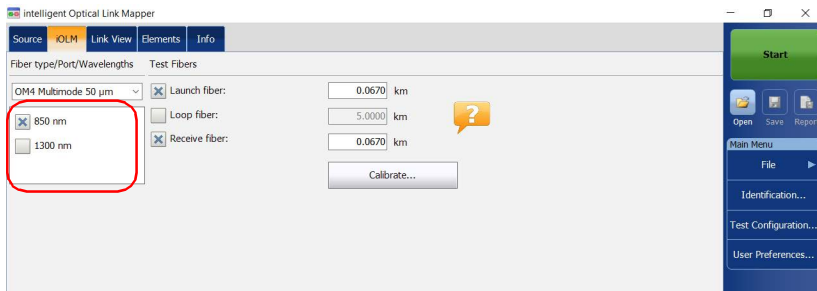 intelligent Optical Link Mapper
Source iOLM Link View Elements Info
Fiber type/Port/Wavelengths Test Fibers
OM4 Multimode 50 µm
Launch fiber: 0.0670 km
850 nm
Loop fiber: 5.0000 km
1300 nm
Receive fiber: 0.0670 km
Calibrate...
?
Start
Open Save Repor
Main Menu
File
Identification...
Test Configuration...
User Preferences...